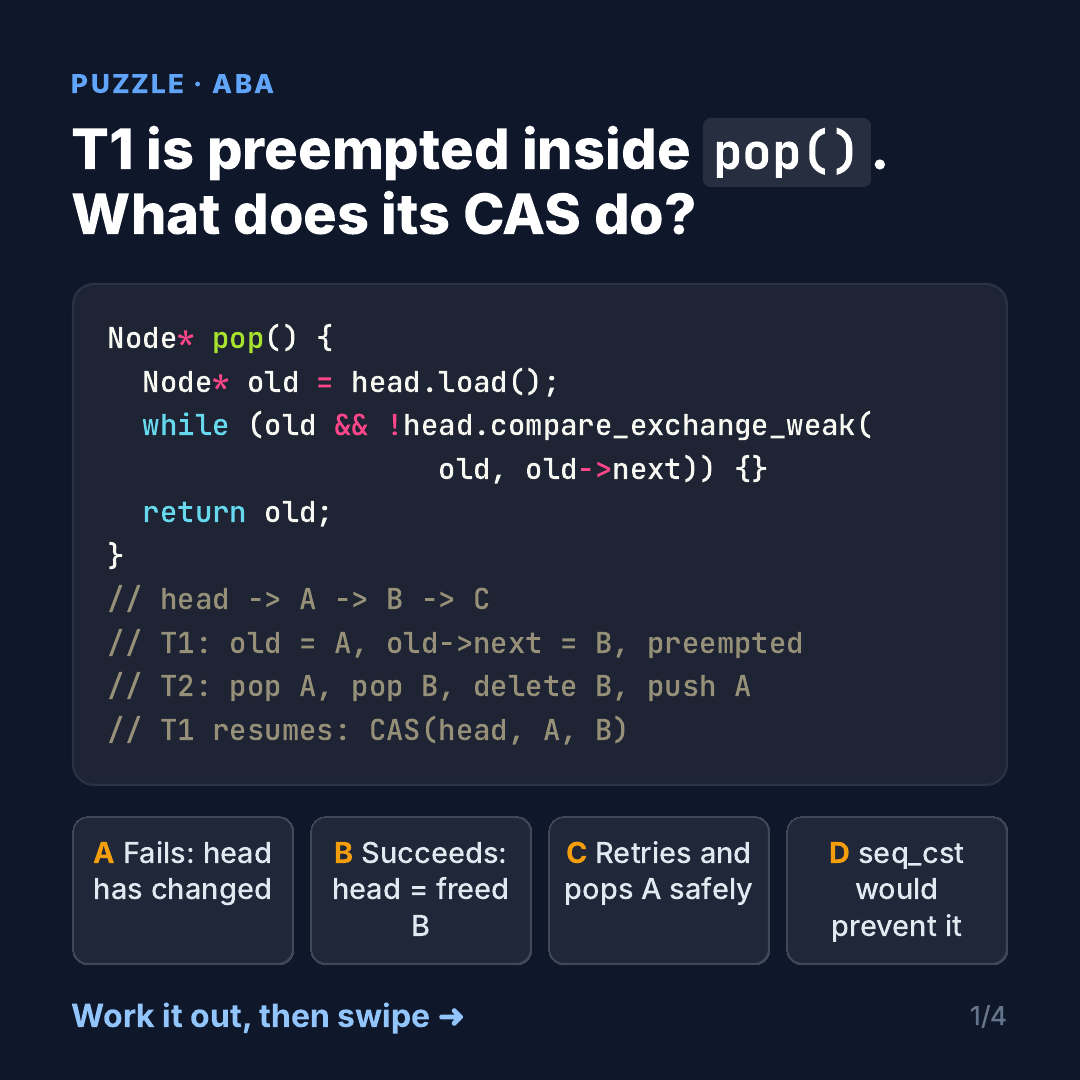 PUZZLE · ABA
T1 is preempted inside pop().
What does its CAS do?
Node* pop() {
  Node* old = head.load();
  while (old && !head.compare_exchange_weak(
                   old, old->next)) {}
  return old;
}
// head -> A -> B -> C
// T1: old = A, old->next = B, preempted
// T2: pop A, pop B, delete B, push A
// T1 resumes: CAS(head, A, B)
A Fails: head
has changed
B Succeeds:
head = freed
B
C Retries and
pops A safely
D seq_cst
would
prevent it
Work it out, then swipe ➜
1/4